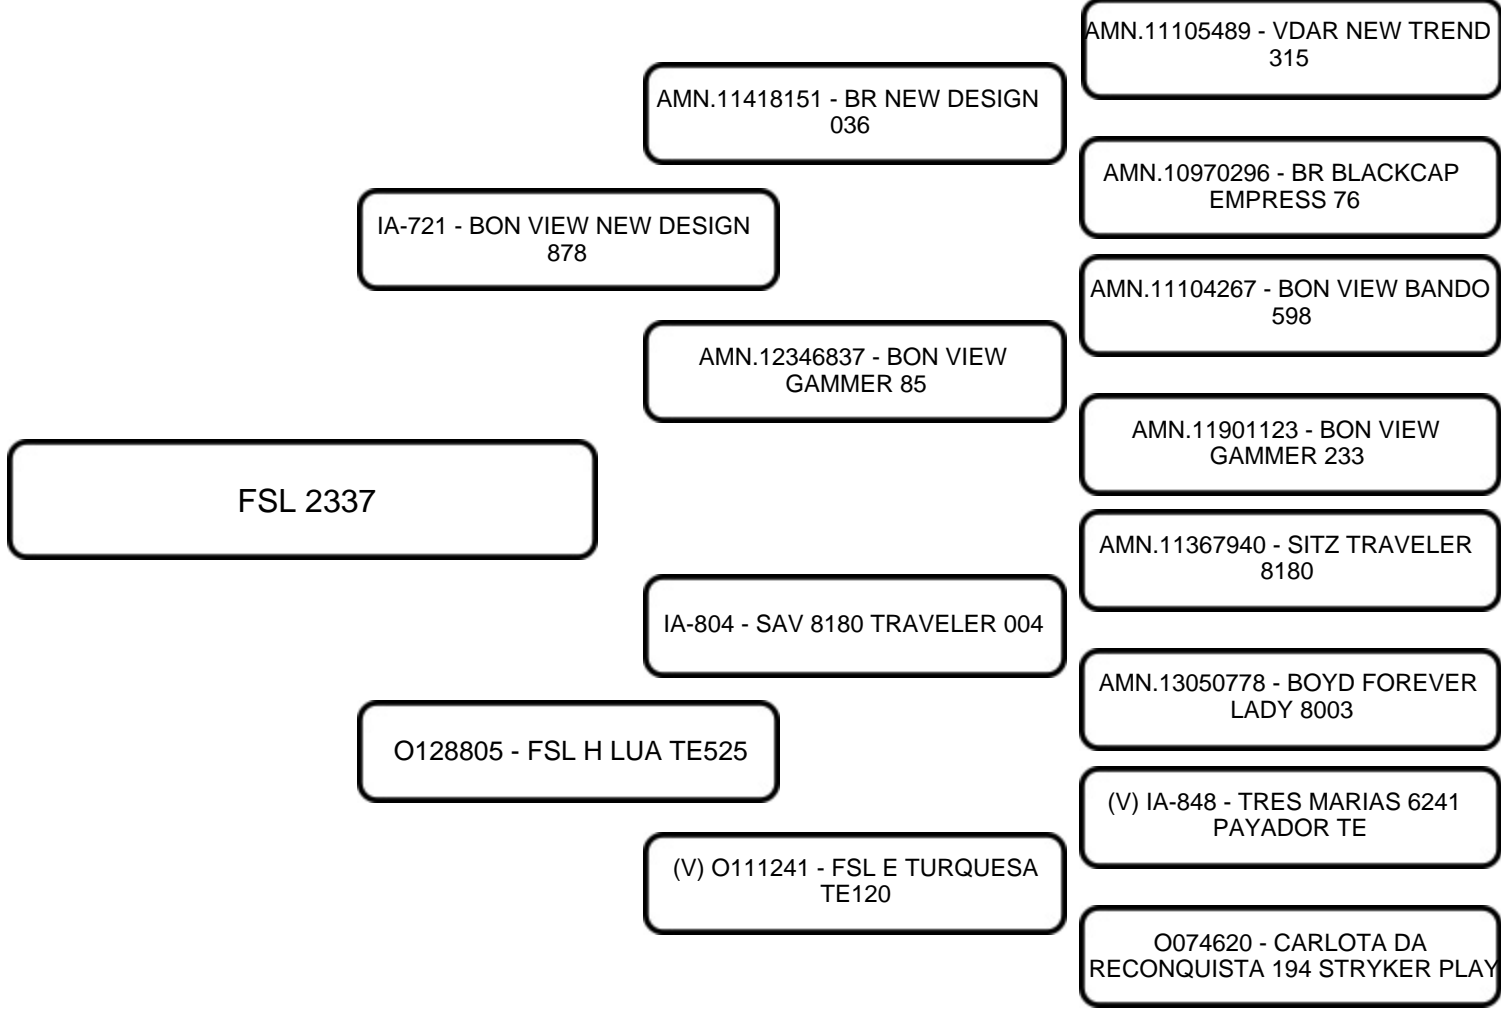 AMN.11105489 - VDAR NEW TREND
315
AMN.11418151 - BR NEW DESIGN
036
AMN.10970296 - BR BLACKCAP
EMPRESS 76
IA-721 - BON VIEW NEW DESIGN
878
AMN.11104267 - BON VIEW BANDO
598
AMN.12346837 - BON VIEW
GAMMER 85
AMN.11901123 - BON VIEW
GAMMER 233
FSL 2337
AMN.11367940 - SITZ TRAVELER
8180
IA-804 - SAV 8180 TRAVELER 004
AMN.13050778 - BOYD FOREVER
LADY 8003
O128805 - FSL H LUA TE525
(V) IA-848 - TRES MARIAS 6241
PAYADOR TE
(V) O111241 - FSL E TURQUESA
TE120
O074620 - CARLOTA DA
RECONQUISTA 194 STRYKER PLAY